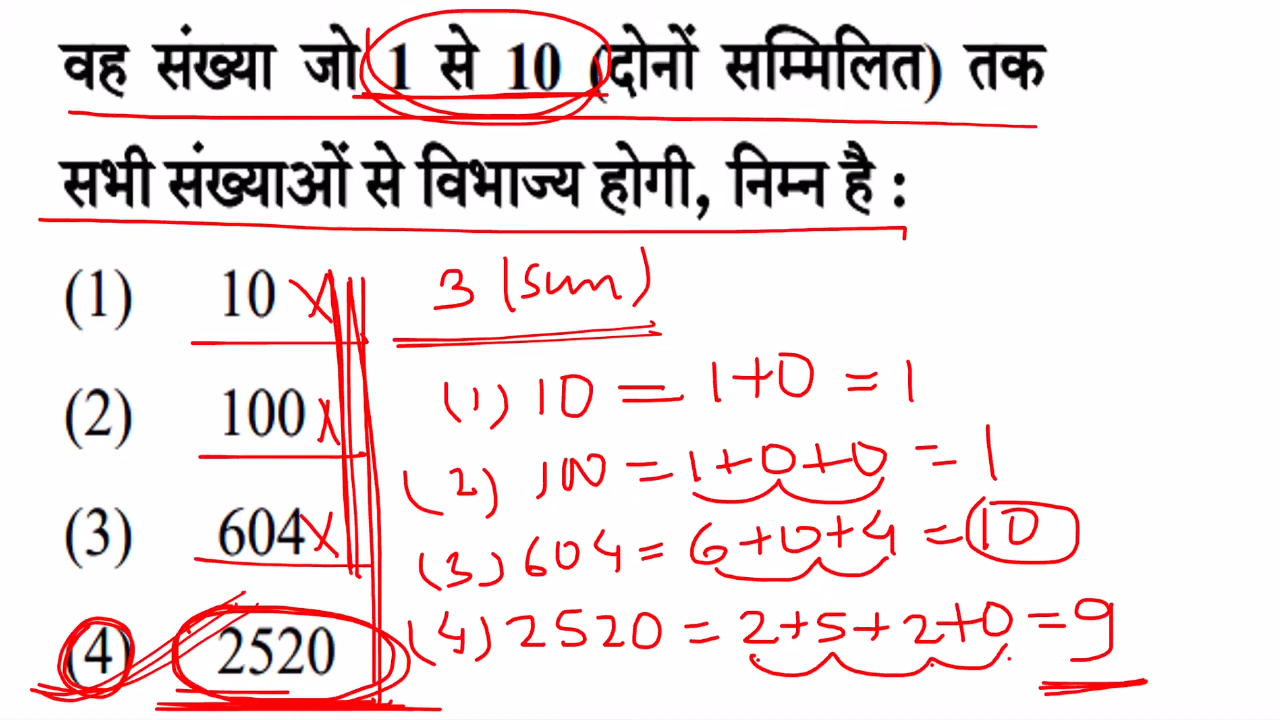 वह संख्या जो 1 से 10 (दोनों सम्मिलित) तक
सभी संख्याओं से विभाज्य होगी, निम्न है :
(1) 10
(2) 100
(3) 604
(4) 2520
3 (Sum)
(1) 10 = 1+0 = 1
(2) 100 = 1+0+0 = 1
(3) 604 = 6+0+4 = 10
(4) 2520 = 2+5+2+0 = 9